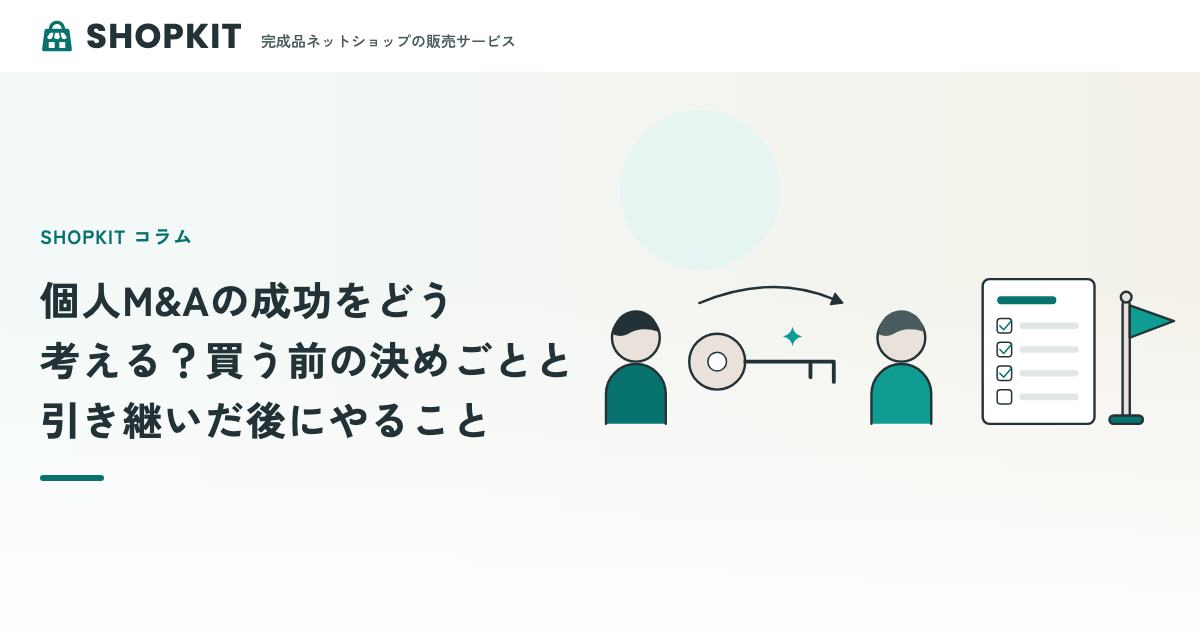 SHOPKIT 完成品ネットショップの販売サービス
SHOPKIT コラム
個人M&Aの成功をどう
考える？買う前の決めごとと
引き継いだ後にやること